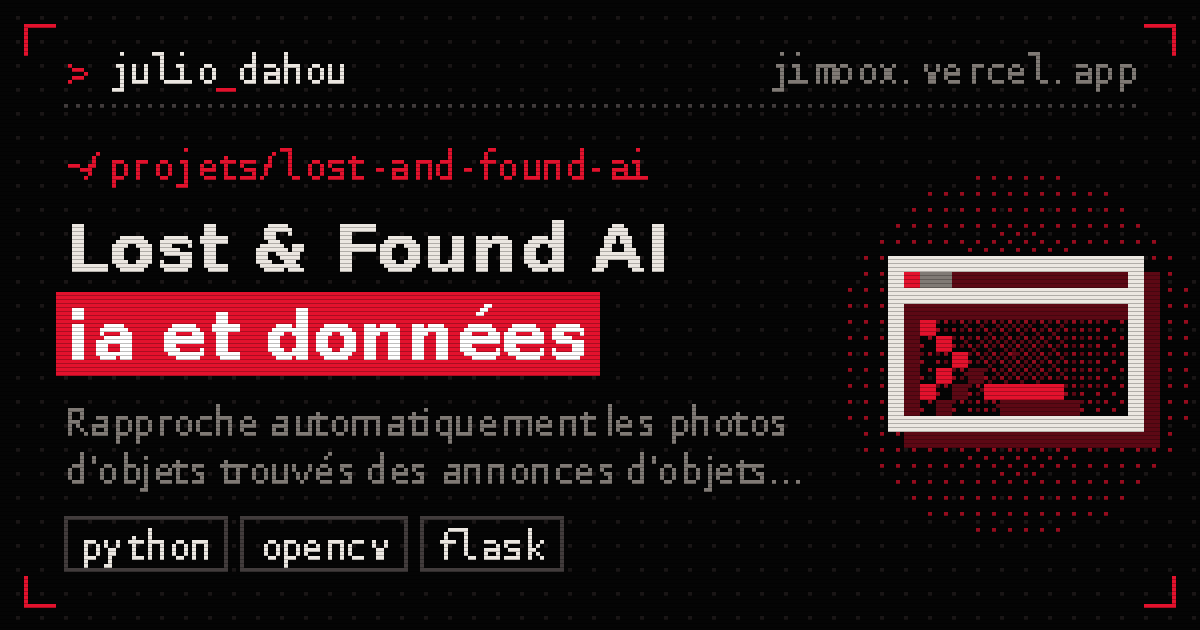 > julio_dahou
jimoox.vercel.app
~/projets/lost-and-found-ai
Lost & Found AI
ia et données
Rapproche automatiquement les photos
d'objets trouvés des annonces d'objets...
python
opencv
flask